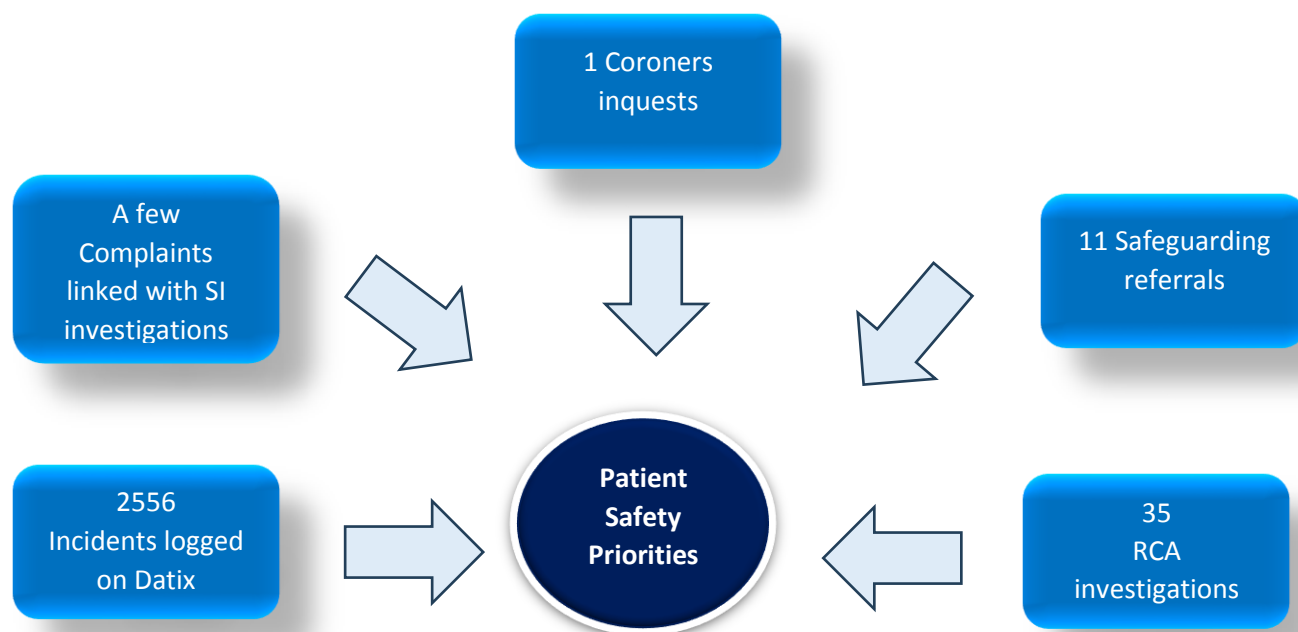 1 Coroners
inquests
A few
Complaints
linked with SI
investigations
11 Safeguarding
referrals
2556
Incidents logged
on Datix
Patient
Safety
Priorities
35
RCA
investigations